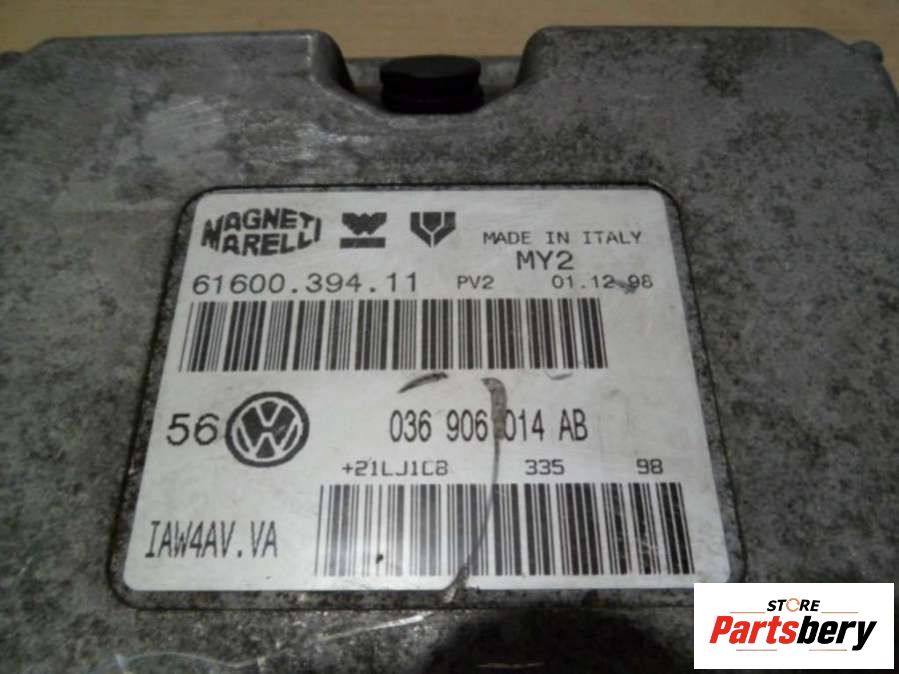 MAGNETI MARELLI
MADE IN ITALY
MY2
61600.394.11 PV2 01.12-98
56 VW 036 906 014 AB
+21LJ1C8 335 98
IAW4AV.VA
STORE
Partsbery